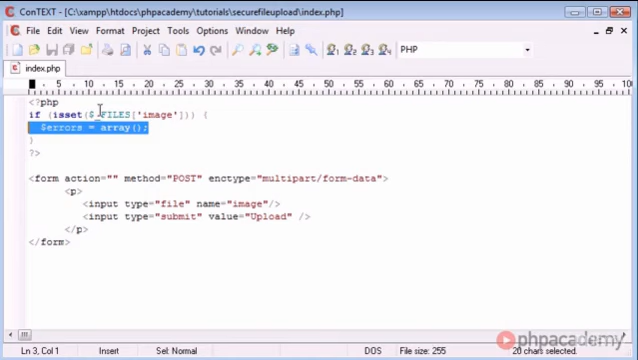 ConTEXT - [C:\xampp\htdocs\phpacademy\tutorials\securefileupload\index.php]
File Edit View Format Project Tools Options Window Help
PHP
index.php
0 5 10 15 20 25 30 35 40 45 50 55 60 65 70 75 80 85 90 95 100
<?php
if (isset($_FILES['image'])) {
$errors = array();
}
?>
<form action="" method="POST" enctype="multipart/form-data">
<p>
<input type="file" name="image"/>
<input type="submit" value="Upload" />
</p>
</form>
phpacademy
Ln 3, Col 1 Insert Sel: Normal DOS File size: 255 20 chars selected.